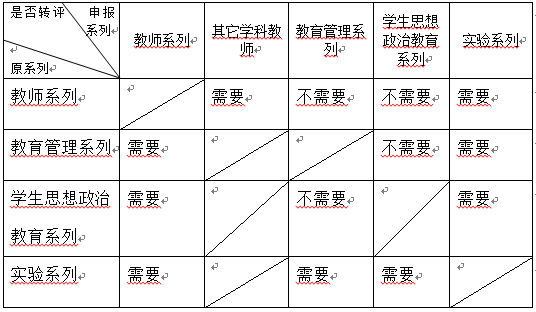 是否转评 申报
系列
原系列
教师系列
其它学科教
师
教育管理系
列
学生思想
政治教育
系列
实验系列
教师系列 需要 不需要 不需要 需要
教育管理系列 需要 不需要 需要
学生思想政治
教育系列
需要 不需要 需要
实验系列 需要 需要 需要